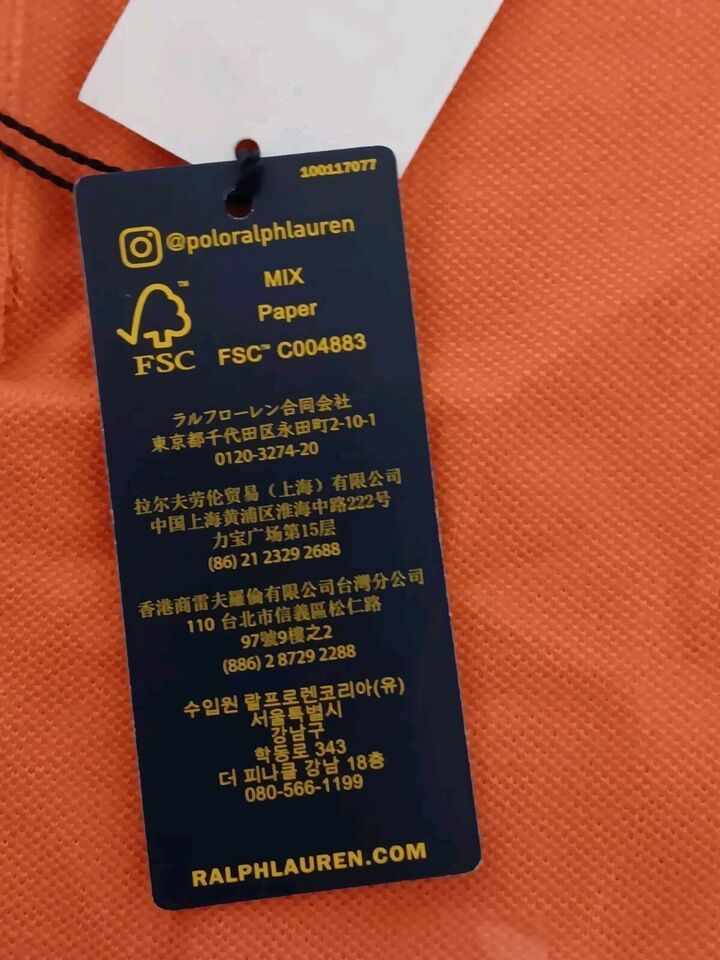 100117077
@poloralphlauren
MIX
Paper
FSC™ C004883
FSC
ラルフローレン合同会社
東京都千代田区永田町2-10-1
0120-3274-20
拉尔夫劳伦贸易（上海）有限公司
中国上海黄浦区淮海中路222号
力宝广场第15层
(86) 21 2329 2688
香港商雷夫羅倫有限公司台灣分公司
110 台北市信義區松仁路
97號9樓之2
(886) 2 8729 2288
수입원 랄프로렌코리아(유)
서울특별시
강남구
학동로 343
더 피나클 강남 18층
080-566-1199
RALPHLAUREN.COM